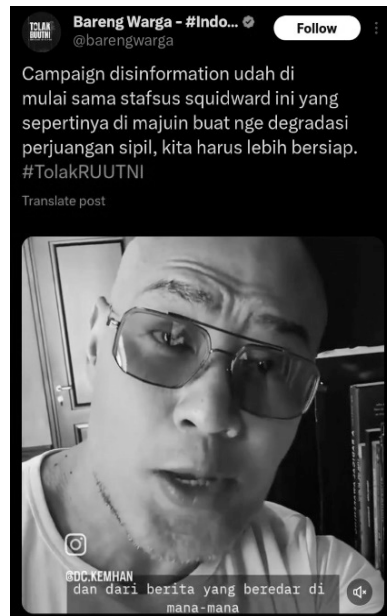 TOLAK
RUUTNI
Bareng Warga - #Indo...
Follow
@barengwarga
Campaign disinformation udah di
mulai sama stafsus squidward ini yang
sepertinya di majuin buat nge degradasi
perjuangan sipil, kita harus lebih bersiap.
#TolakRUUTNI
Translate post
@DC.KEMHAN
dan dari berita yang beredar di
mana-mana